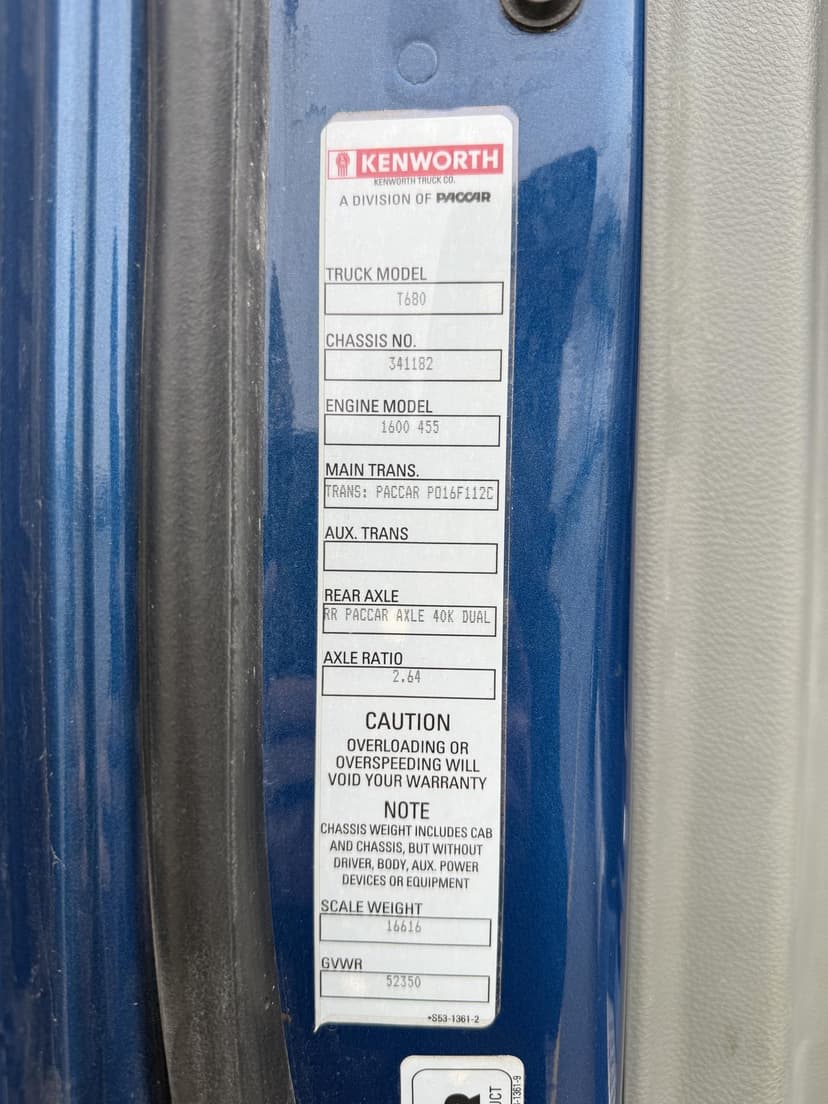 KENWORTH
KENWORTH TRUCK CO.
A DIVISION OF PACCAR
TRUCK MODEL
T680
CHASSIS NO.
341182
ENGINE MODEL
1600 455
MAIN TRANS.
TRANS: PACCAR PO16F112C
AUX. TRANS
REAR AXLE
RR PACCAR AXLE 40K DUAL
AXLE RATIO
2.64
CAUTION
OVERLOADING OR
OVERSPEEDING WILL
VOID YOUR WARRANTY
NOTE
CHASSIS WEIGHT INCLUDES CAB
AND CHASSIS, BUT WITHOUT
DRIVER, BODY, AUX. POWER
DEVICES OR EQUIPMENT
SCALE WEIGHT
16616
GVWR
52350
*S53-1361-2